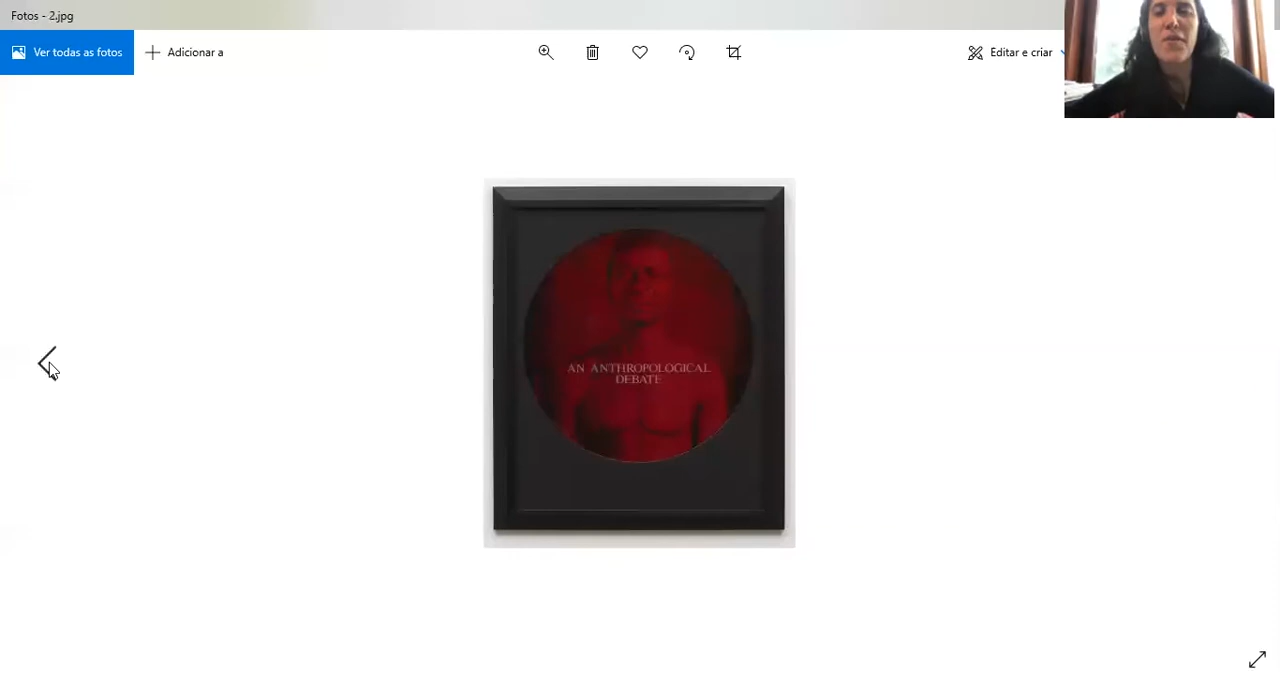 Fotos - 2.jpg
Ver todas as fotos
Adicionar a
Editar e criar
AN ANTHROPOLOGICAL
DEBATE